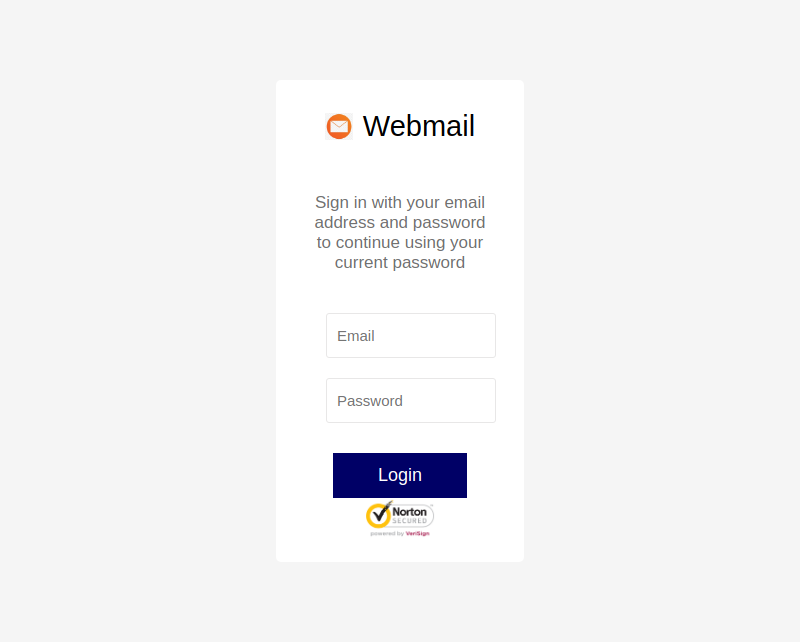 Webmail
Sign in with your email
address and password
to continue using your
current password
Email
Password
Login
Norton
SECURED
powered by VeriSign